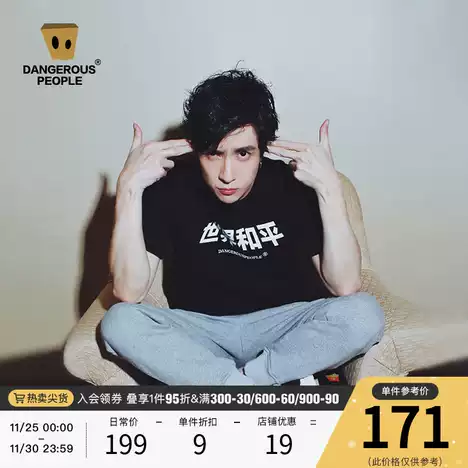 DANGEROUS®
PEOPLE
世界和平
DANGEROUSPEOPLE®
热卖尖货 入会领券 叠享1件95折&满300-30/600-60/900-90
单件参考价
171
(此价格仅供参考)
11/25 00:00
—
11/30 23:59
日常价 — 单件折扣 — 店铺优惠 =
199 9 19